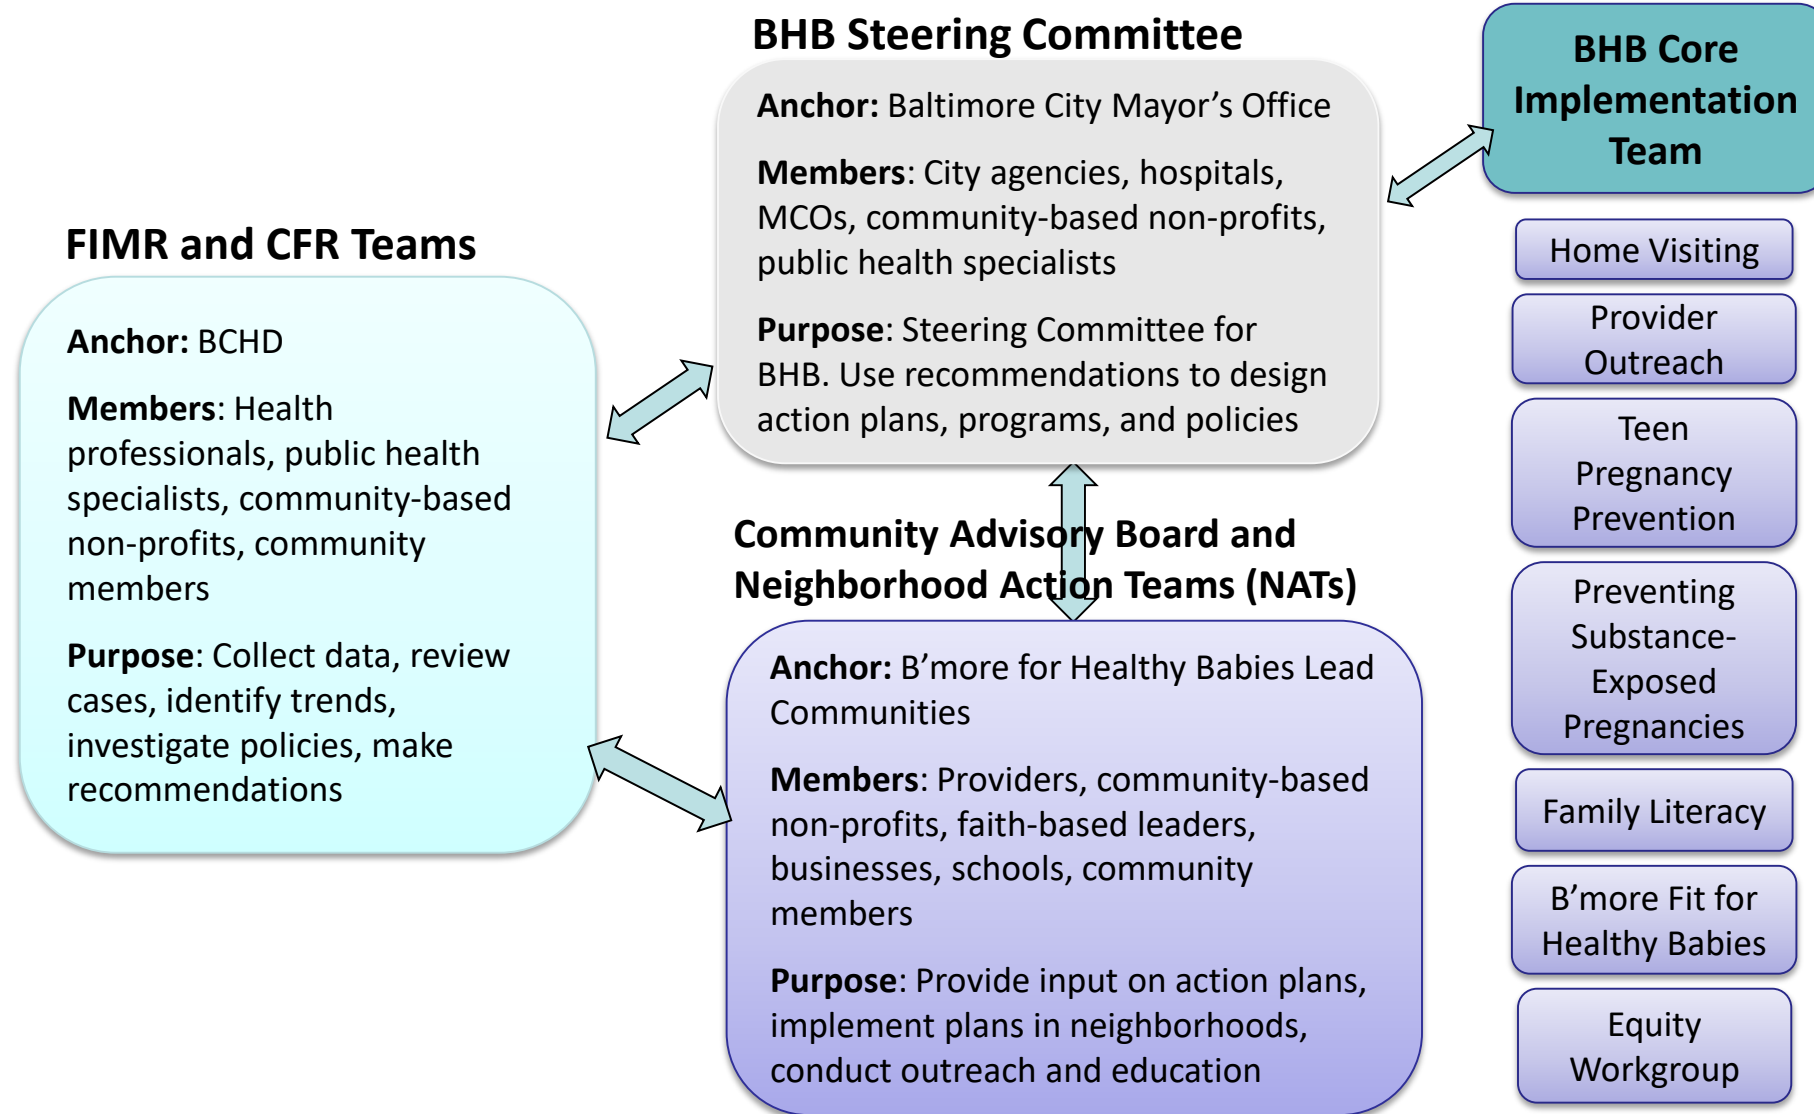 BHB Steering Committee
Anchor: Baltimore City Mayor’s Office
Members: City agencies, hospitals,
MCOs, community-based non-profits,
public health specialists
Purpose: Steering Committee for
BHB. Use recommendations to design
action plans, programs, and policies
FIMR and CFR Teams
Anchor: BCHD
Members: Health
professionals, public health
specialists, community-based
non-profits, community
members
Purpose: Collect data, review
cases, identify trends,
investigate policies, make
recommendations
Community Advisory Board and
Neighborhood Action Teams (NATs)
Anchor: B’more for Healthy Babies Lead
Communities
Members: Providers, community-based
non-profits, faith-based leaders,
businesses, schools, community
members
Purpose: Provide input on action plans,
implement plans in neighborhoods,
conduct outreach and education
BHB Core
Implementation
Team
Home Visiting
Provider
Outreach
Teen
Pregnancy
Prevention
Preventing
Substance-
Exposed
Pregnancies
Family Literacy
B’more Fit for
Healthy Babies
Equity
Workgroup